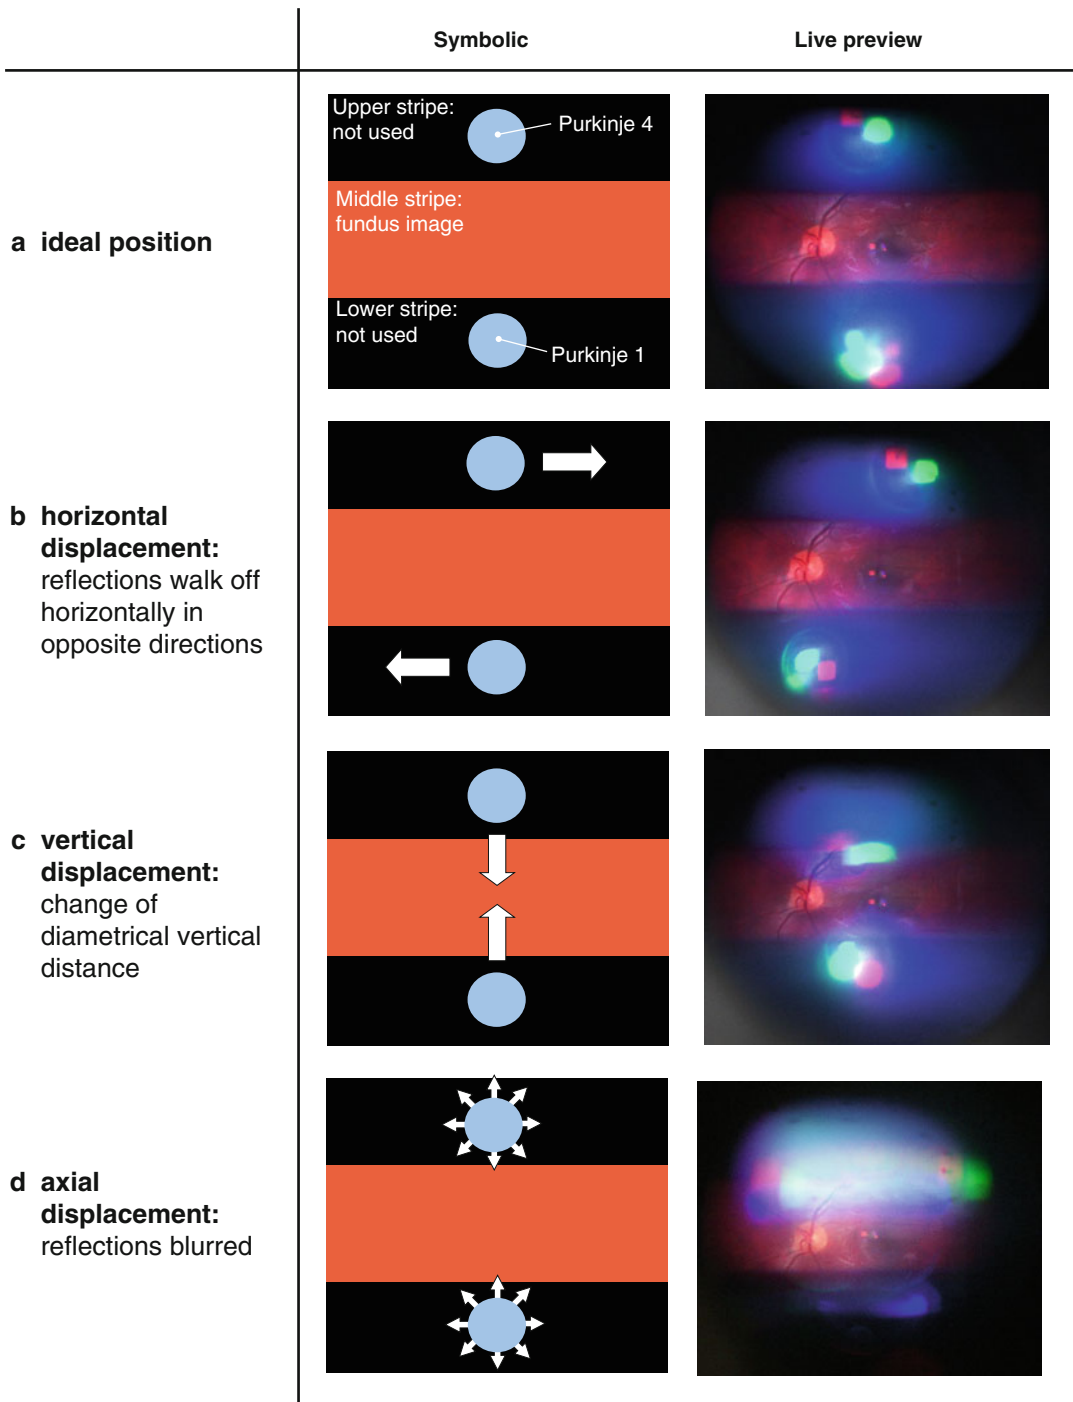 Symbolic
Live preview
a ideal position
Upper stripe:
not used
Purkinje 4
Middle stripe:
fundus image
Lower stripe:
not used
Purkinje 1
b horizontal
displacement:
reflections walk off
horizontally in
opposite directions
c vertical
displacement:
change of
diametrical vertical
distance
d axial
displacement:
reflections blurred